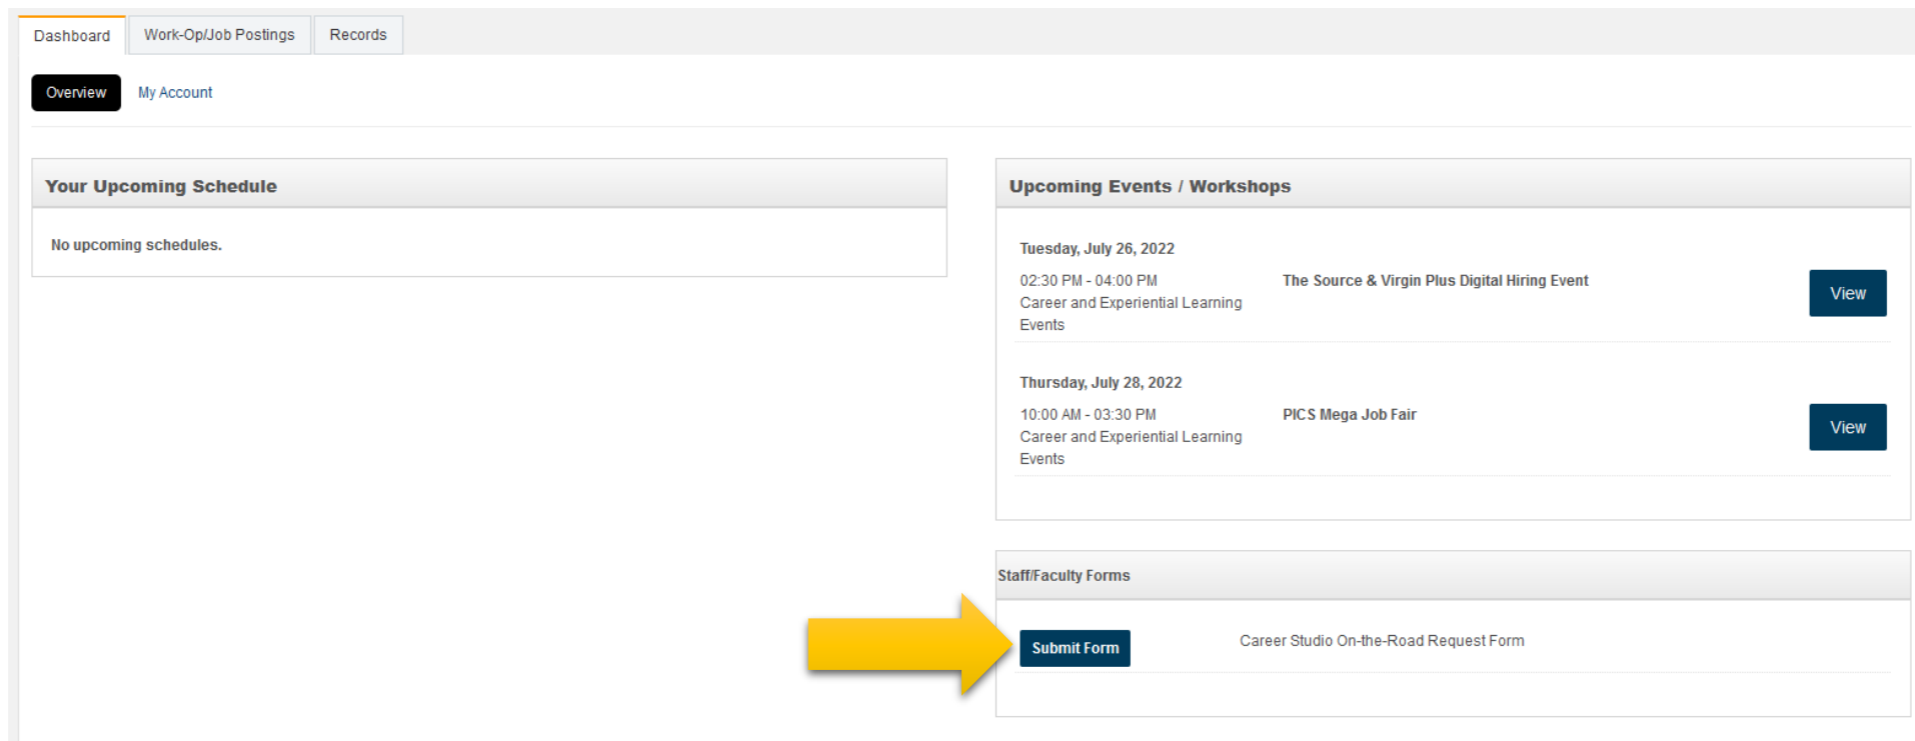 Dashboard
Work-Op/Job Postings
Records
Overview
My Account
Your Upcoming Schedule
No upcoming schedules.
Upcoming Events / Workshops
Tuesday, July 26, 2022
02:30 PM - 04:00 PM
Career and Experiential Learning
Events
The Source & Virgin Plus Digital Hiring Event
View
Thursday, July 28, 2022
10:00 AM - 03:30 PM
Career and Experiential Learning
Events
PICS Mega Job Fair
View
Staff/Faculty Forms
Submit Form
Career Studio On-the-Road Request Form